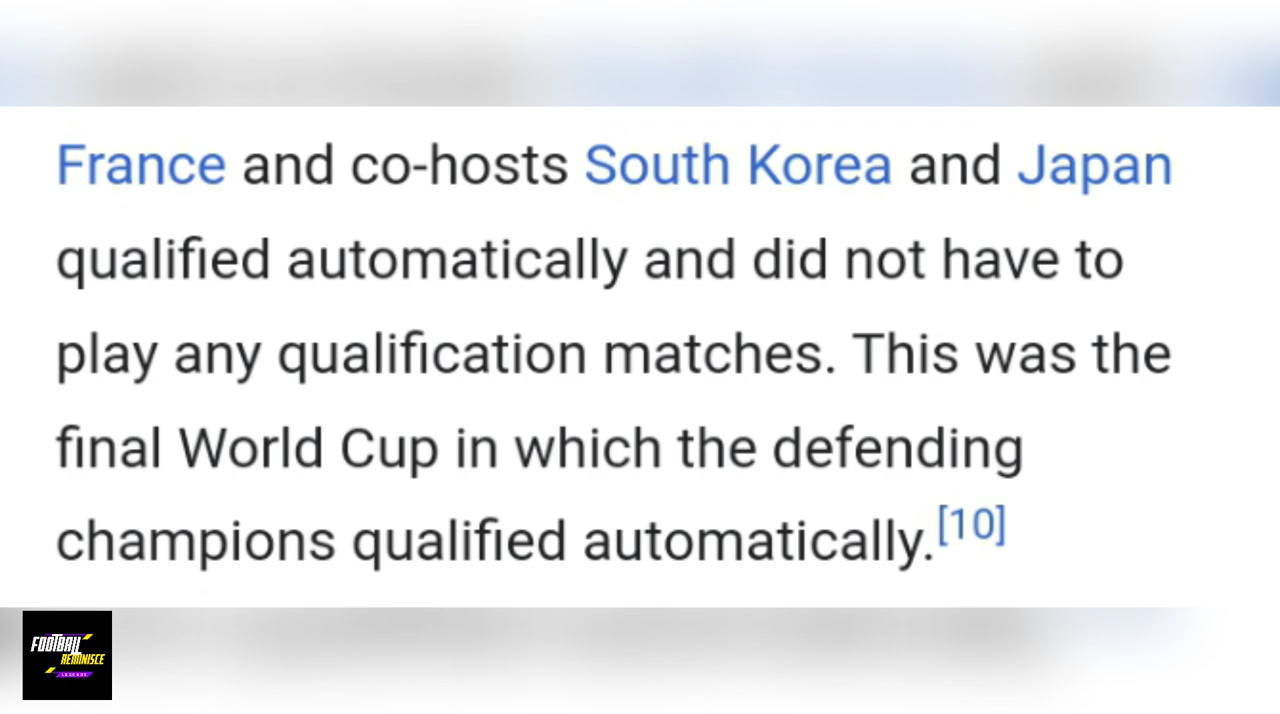 France and co-hosts South Korea and Japan
qualified automatically and did not have to
play any qualification matches. This was the
final World Cup in which the defending
champions qualified automatically.[10]
FOOTBALL
REMINISCE
LEGENDS